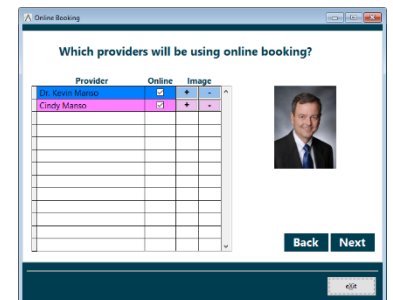 Online Booking
Which providers will be using online booking?
Provider Online Image
Dr. Kevin Manso + -
Cindy Manso + -
Back Next
eXit